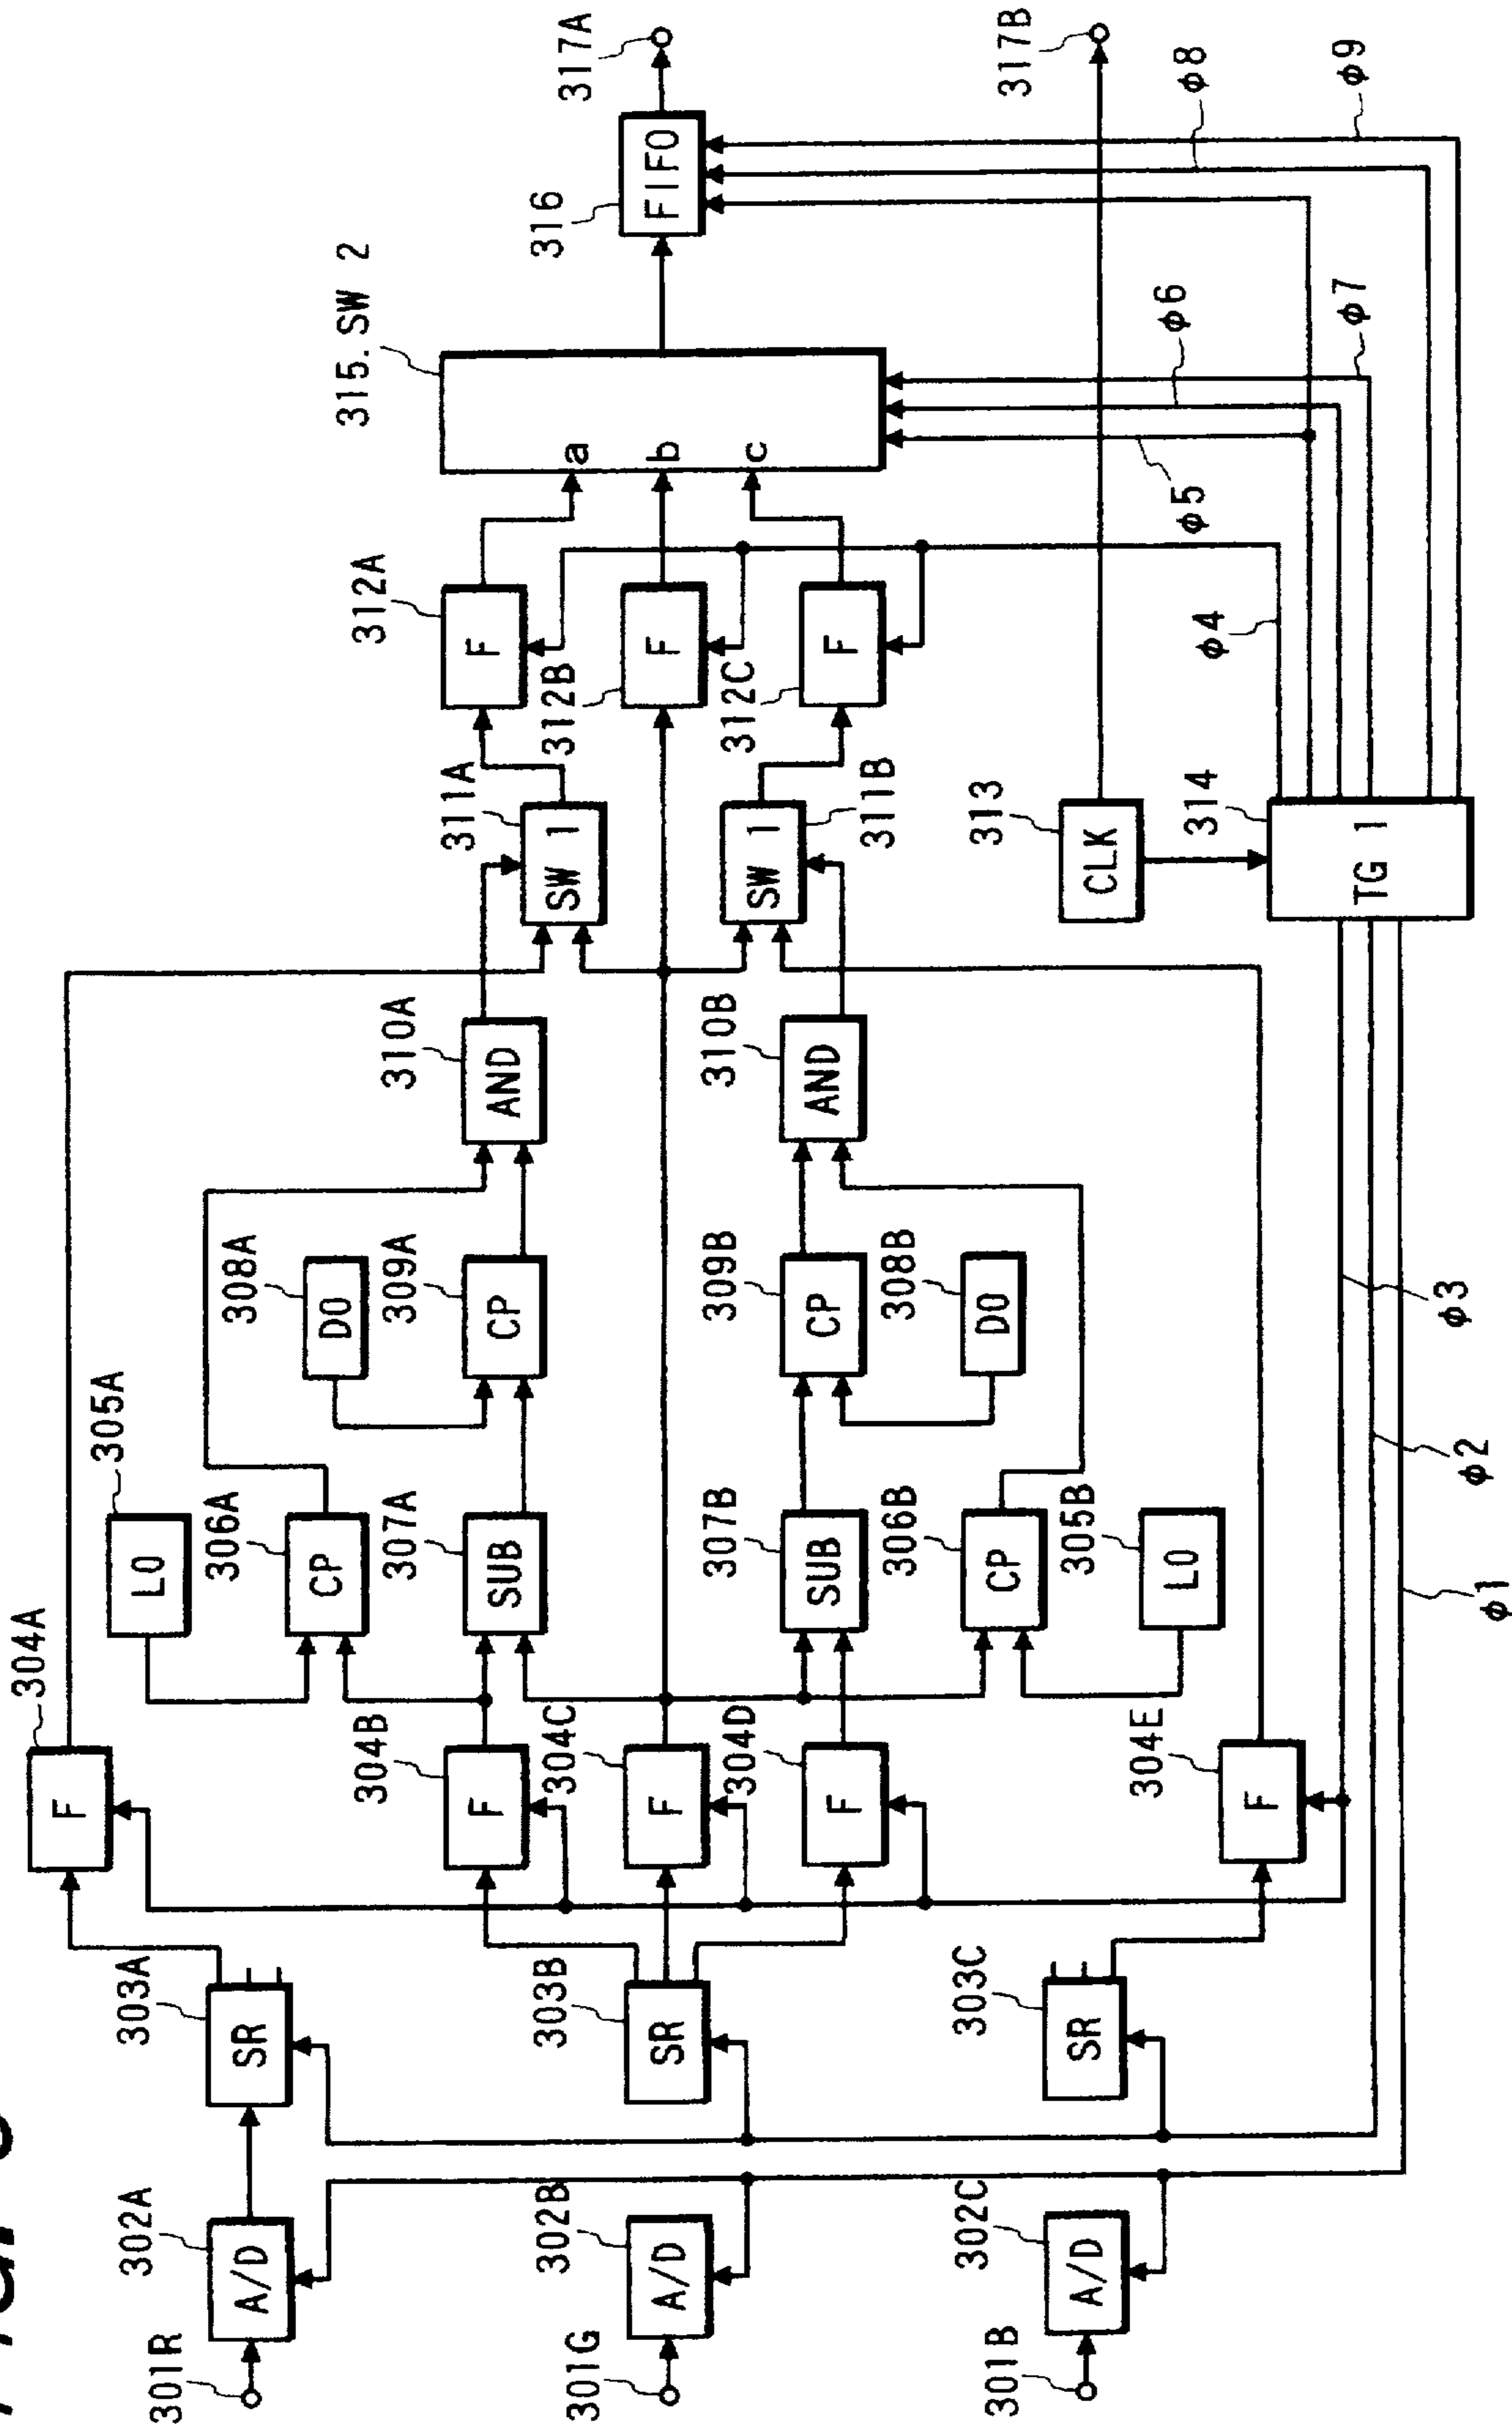 304A
F
305A
302A
303A
L0
301R
306A
308A
A/D
SR
CP
D0
315.SW 2
304B
312A
307A
309A
310A
311A
F
F
SUB
CP
AND
302B
303B
304C
312B
316
SW 1
a
317A
301G
A/D
SR
F
F
b
FIFO
304D
307B
309B
310B
312C
SW 1
c
SUB
CP
AND
F
F
311B
306B
308B
302C
303C
313
CP
D0
301B
317B
305B
A/D
SR
CLK
304E
φ6
L0
φ5
φ8
314
φ4
F
φ7
φ9
TG 1
φ3
φ2
φ1